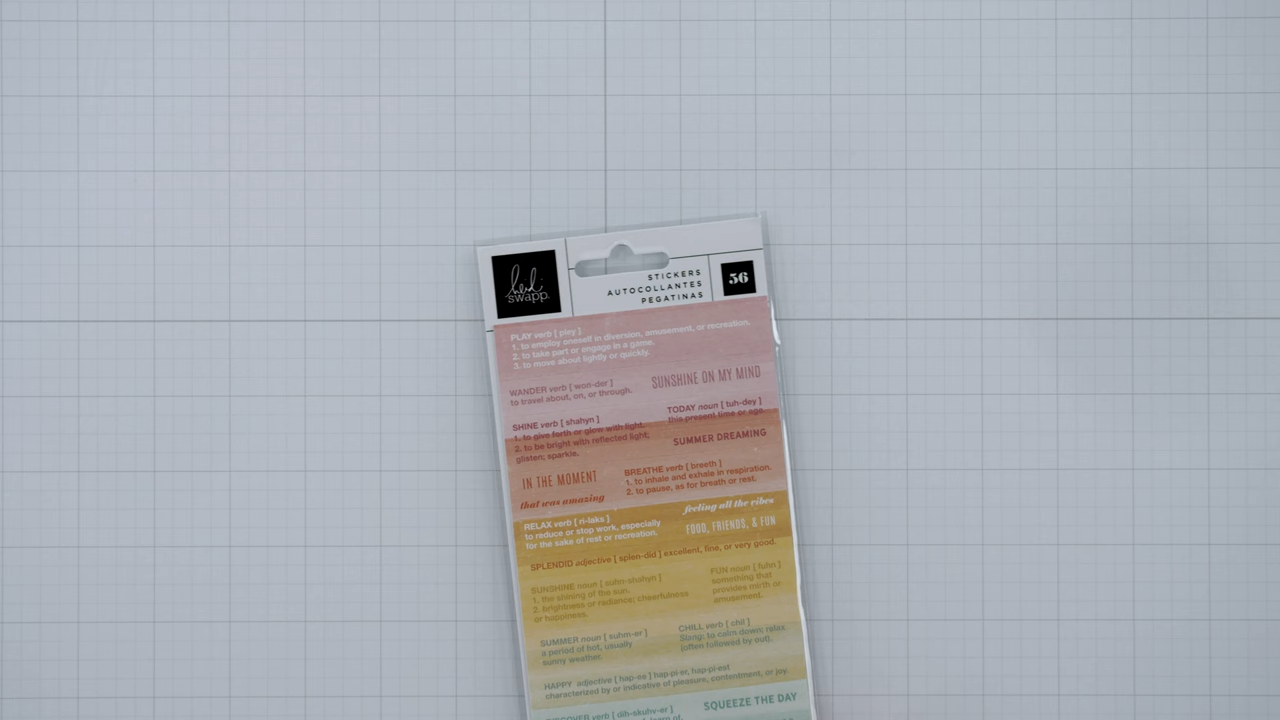 heidi
swapp
STICKERS
AUTOCOLLANTES
PEGATINAS
56
PLAY verb [ pley ]
1. to employ oneself in diversion, amusement, or recreation.
2. to take part or engage in a game.
3. to move about lightly or quickly.
WANDER verb [ won-der ]
to travel about, on, or through.
SUNSHINE ON MY MIND
SHINE verb [ shahyn ]
1. to give forth or glow with light.
2. to be bright with reflected light;
glisten; sparkle.
TODAY noun [ tuh-dey ]
this present time or age.
SUMMER DREAMING
IN THE MOMENT
that was amazing
BREATHE verb [ breeth ]
1. to inhale and exhale in respiration.
2. to pause, as for breath or rest.
RELAX verb [ ri-laks ]
to reduce or stop work, especially
for the sake of rest or recreation.
feeling all the vibes
FOOD, FRIENDS, & FUN
SPLENDID adjective [ splen-did ] excellent, fine, or very good.
SUNSHINE noun [ suhn-shahyn ]
1. the shining of the sun.
2. brightness or radiance; cheerfulness
or happiness.
FUN noun [ fuhn ]
something that
provides mirth or
amusement.
SUMMER noun [ suhm-er ]
a period of hot, usually
sunny weather.
CHILL verb [ chil ]
Slang: to calm down; relax
(often followed by out).
HAPPY adjective [ hap-ee ] hap·pi·er, hap·pi·est
characterized by or indicative of pleasure, contentment, or joy.
DISCOVER verb [ dih-skuhv-er ]
SQUEEZE THE DAY